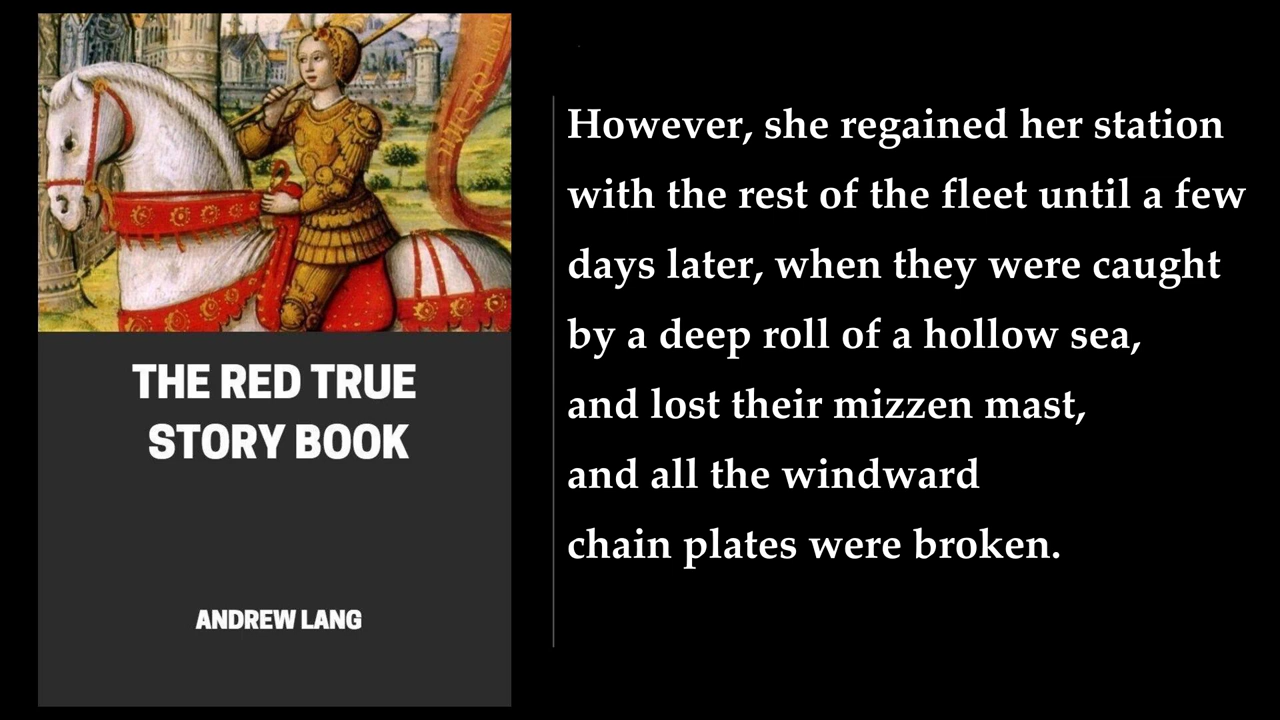 THE RED TRUE
STORY BOOK
ANDREW LANG
However, she regained her station
with the rest of the fleet until a few
days later, when they were caught
by a deep roll of a hollow sea,
and lost their mizzen mast,
and all the windward
chain plates were broken.